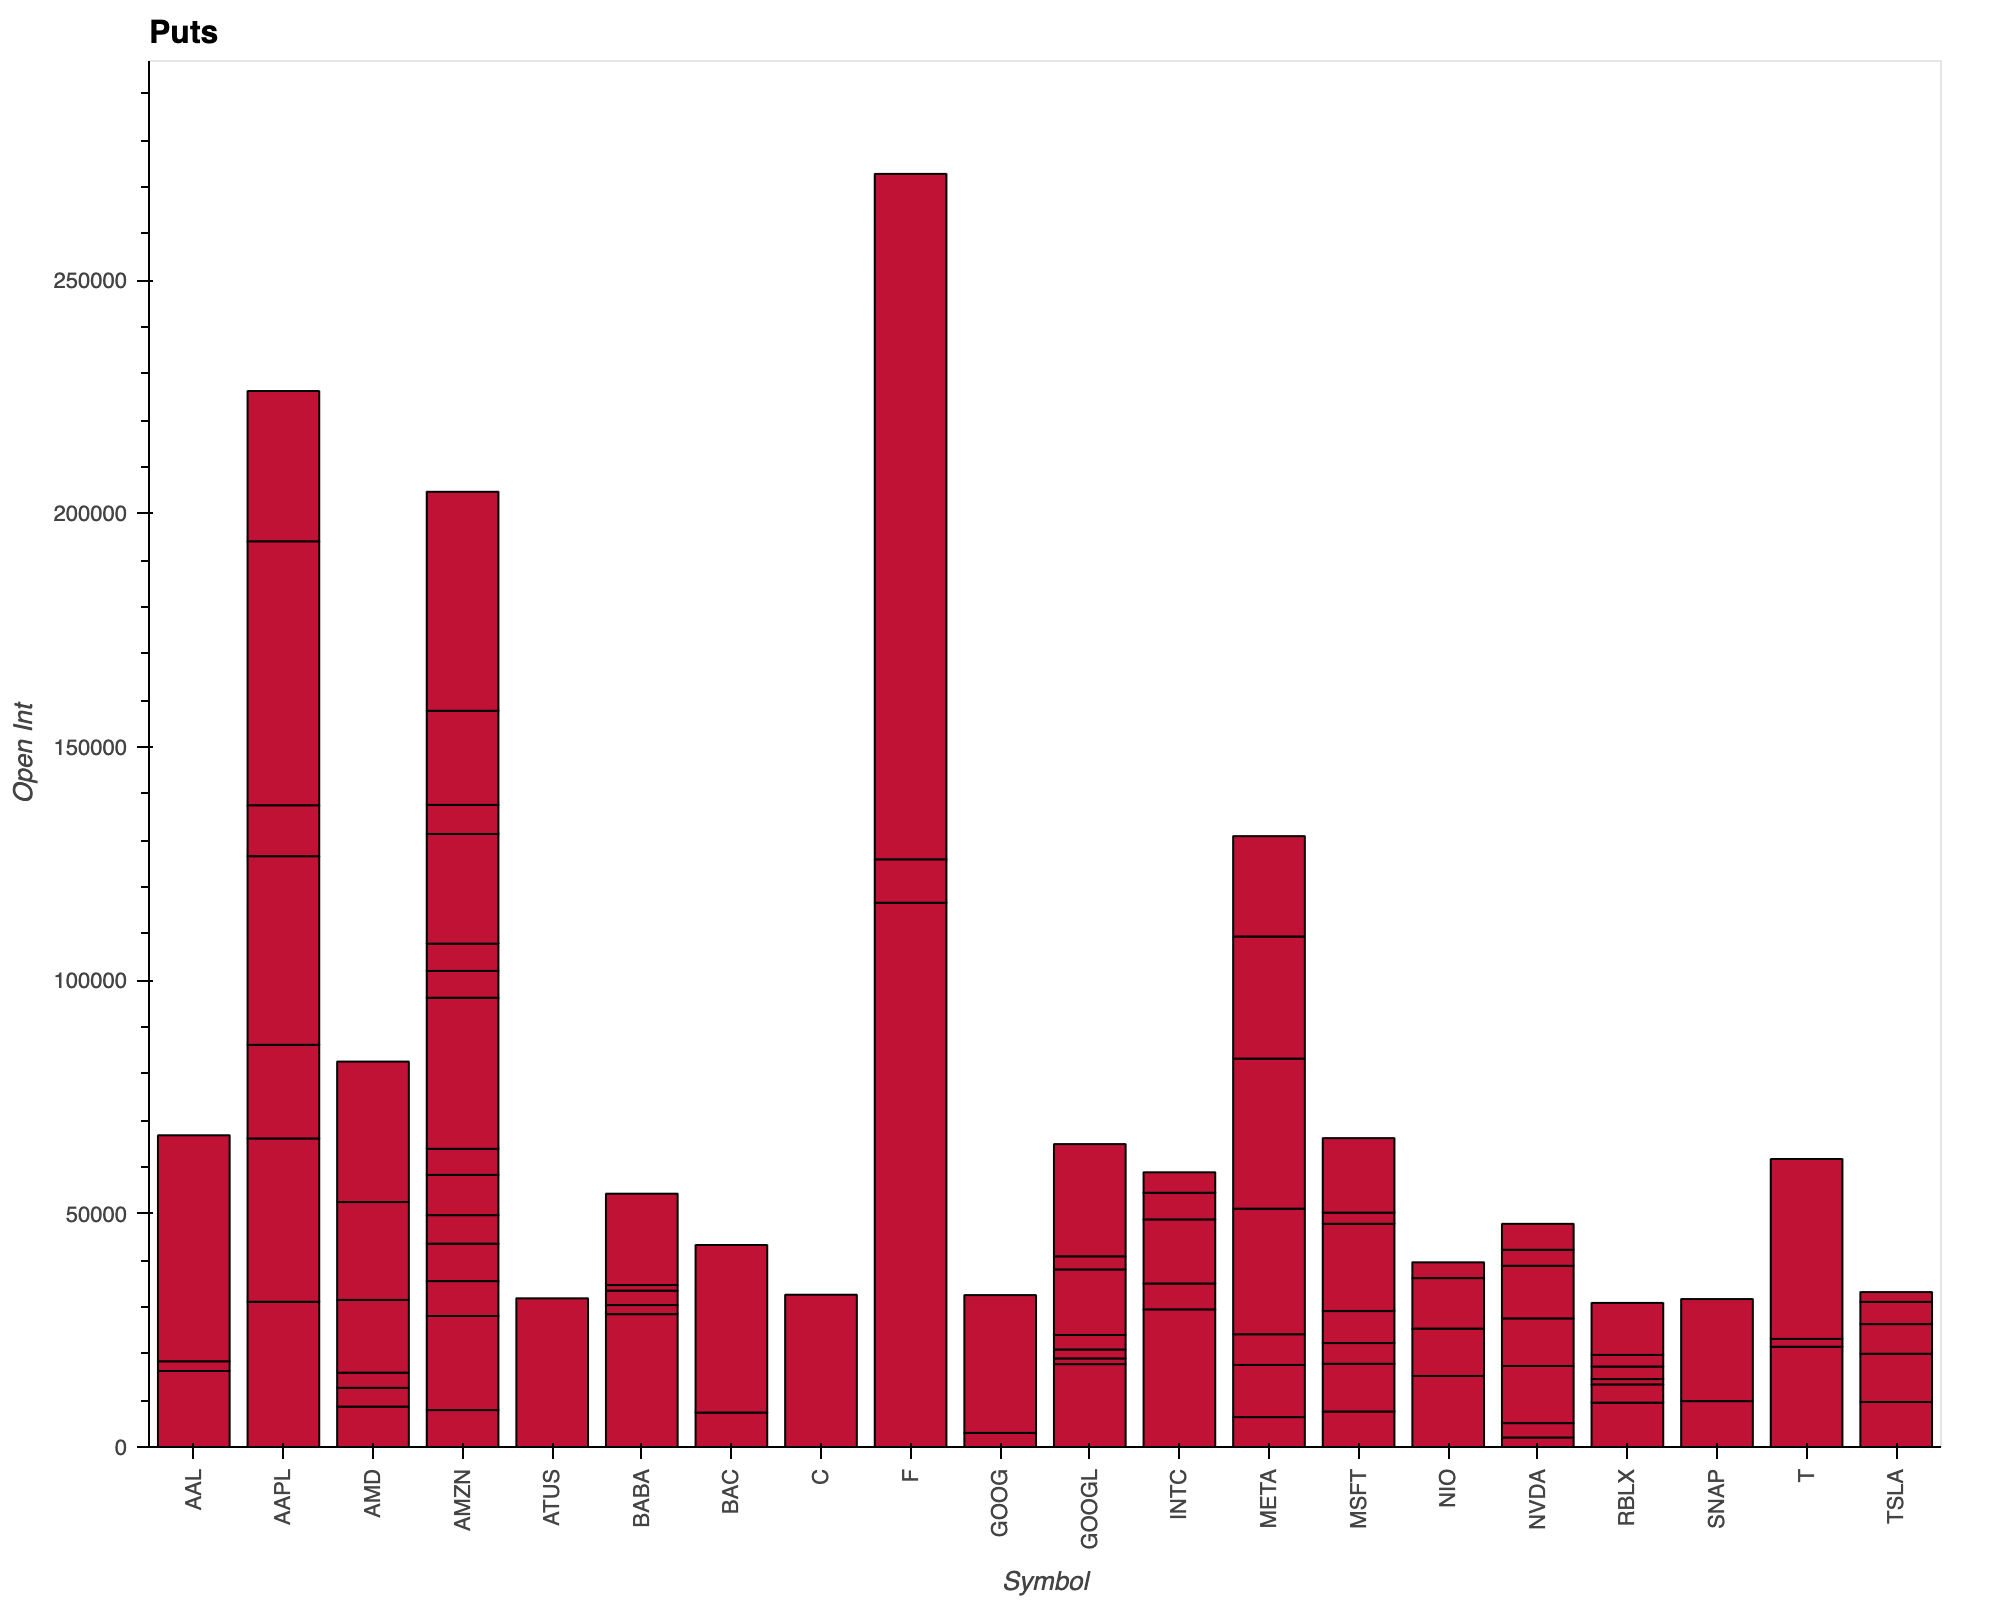 Puts
Open Int
250000
200000
150000
100000
50000
0
AAL
AAPL
AMD
AMZN
ATUS
BABA
BAC
C
F
GOOG
GOOGL
INTC
META
MSFT
NIO
NVDA
RBLX
SNAP
T
TSLA
Symbol